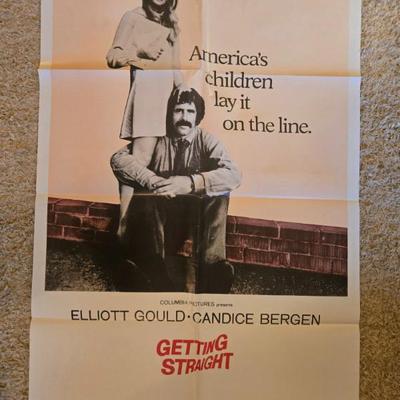 America's
children
lay it
on the line.
COLUMBIA PICTURES presents
ELLIOTT GOULD • CANDICE BERGEN
GETTING
STRAIGHT